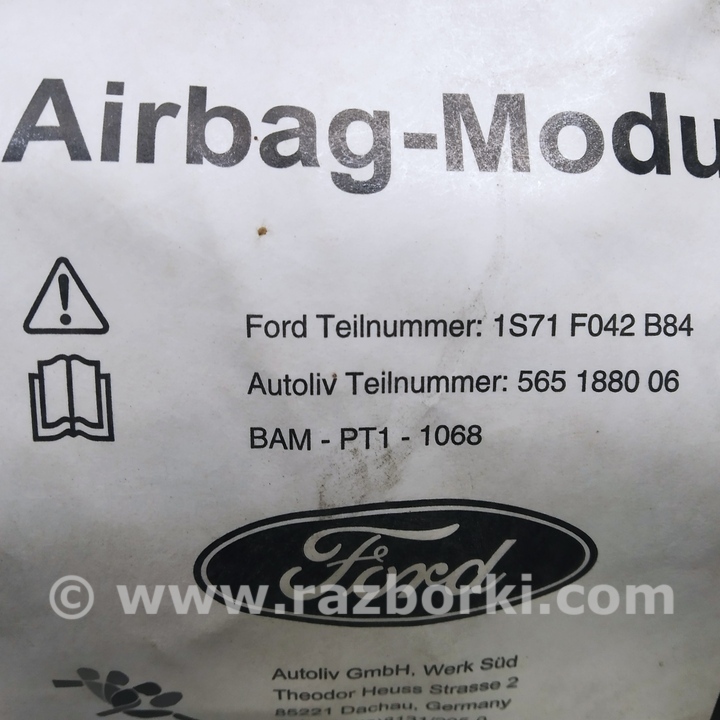 Airbag-Modu
Ford Teilnummer: 1S71 F042 B84
Autoliv Teilnummer: 565 1880 06
BAM - PT1 - 1068
Ford
© www.razborki.com
Autoliv GmbH, Werk Süd
Theodor Heuss Strasse 2
85221 Dachau, Germany